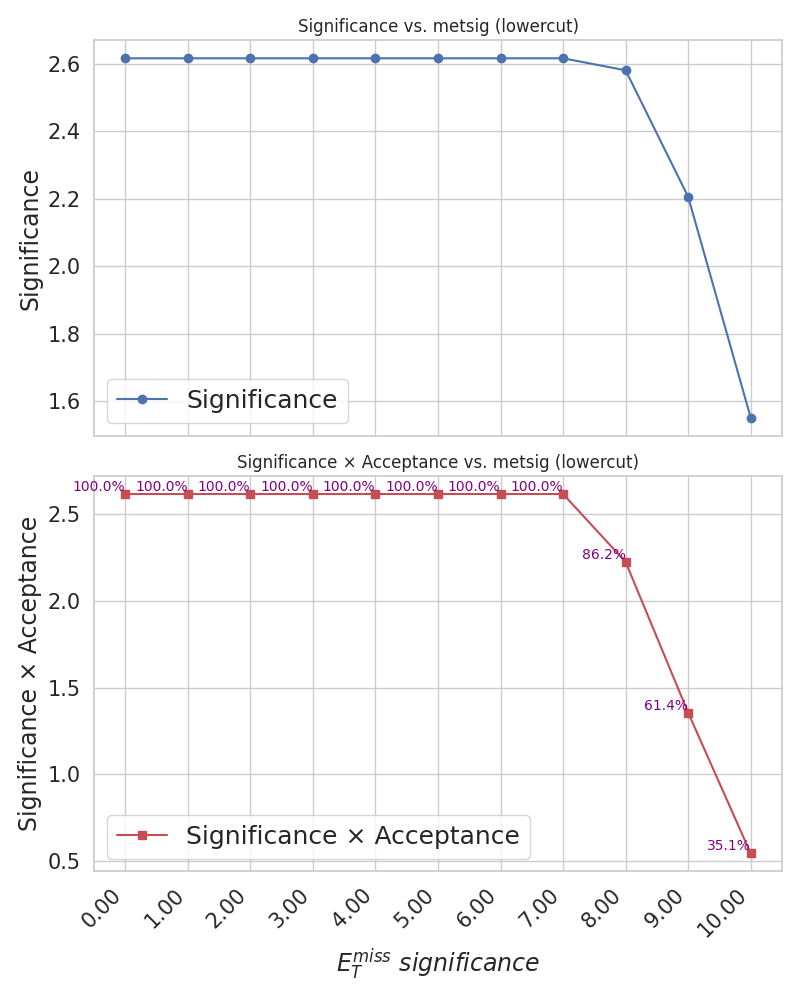 Significance vs. metsig (lowercut)
2.6
2.4
2.2
2.0
1.8
1.6
Significance
Significance
Significance × Acceptance vs. metsig (lowercut)
100.0% 100.0% 100.0% 100.0% 100.0% 100.0% 100.0% 100.0%
86.2%
61.4%
35.1%
2.5
2.0
1.5
1.0
0.5
Significance × Acceptance
Significance × Acceptance
0.00 1.00 2.00 3.00 4.00 5.00 6.00 7.00 8.00 9.00 10.00
$E_T^{miss}$ significance